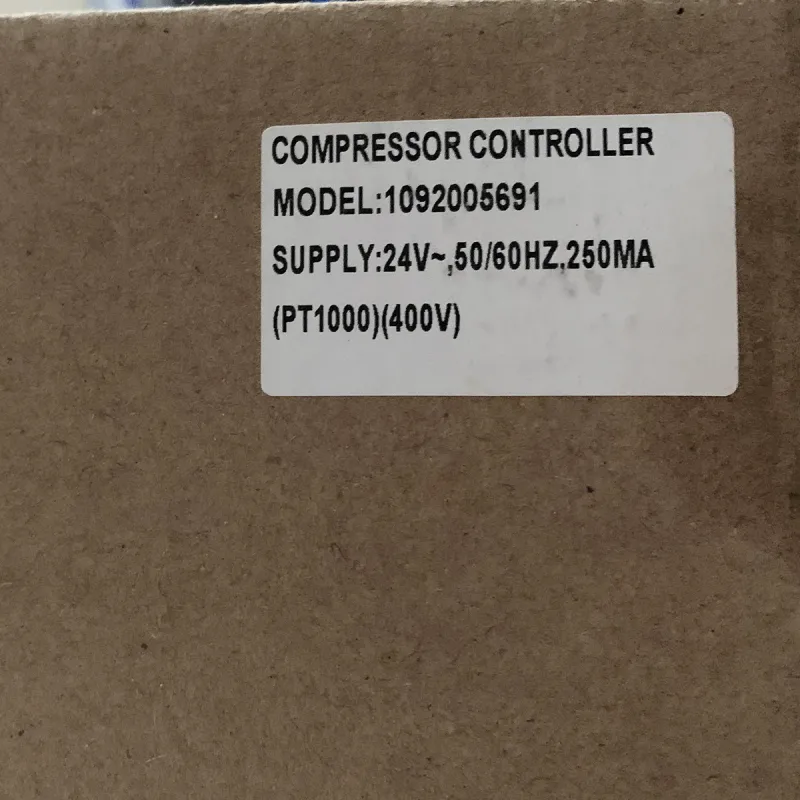 COMPRESSOR CONTROLLER
MODEL:1092005691
SUPPLY:24V~,50/60HZ,250MA
(PT1000)(400V)